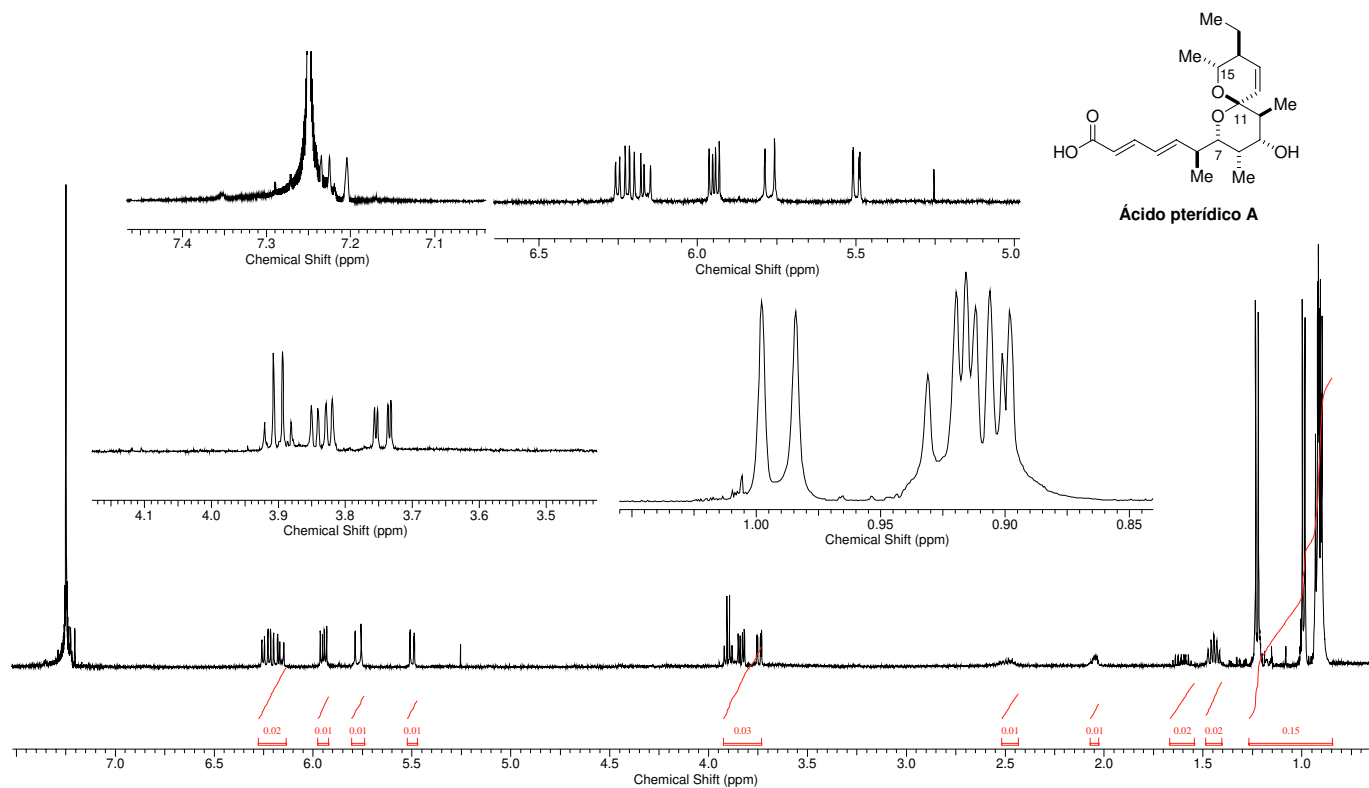 Me
Me
15
O
O
11
Me
O
HO
7
OH
Me
Me
Ácido pterídico A
7.4 7.3 7.2 7.1
Chemical Shift (ppm)
6.5 6.0 5.5 5.0
Chemical Shift (ppm)
4.1 4.0 3.9 3.8 3.7 3.6 3.5
Chemical Shift (ppm)
1.00 0.95 0.90 0.85
Chemical Shift (ppm)
0.02 0.01 0.01 0.01 0.03 0.01 0.01 0.02 0.02 0.15
7.0 6.5 6.0 5.5 5.0 4.5 4.0 3.5 3.0 2.5 2.0 1.5 1.0
Chemical Shift (ppm)